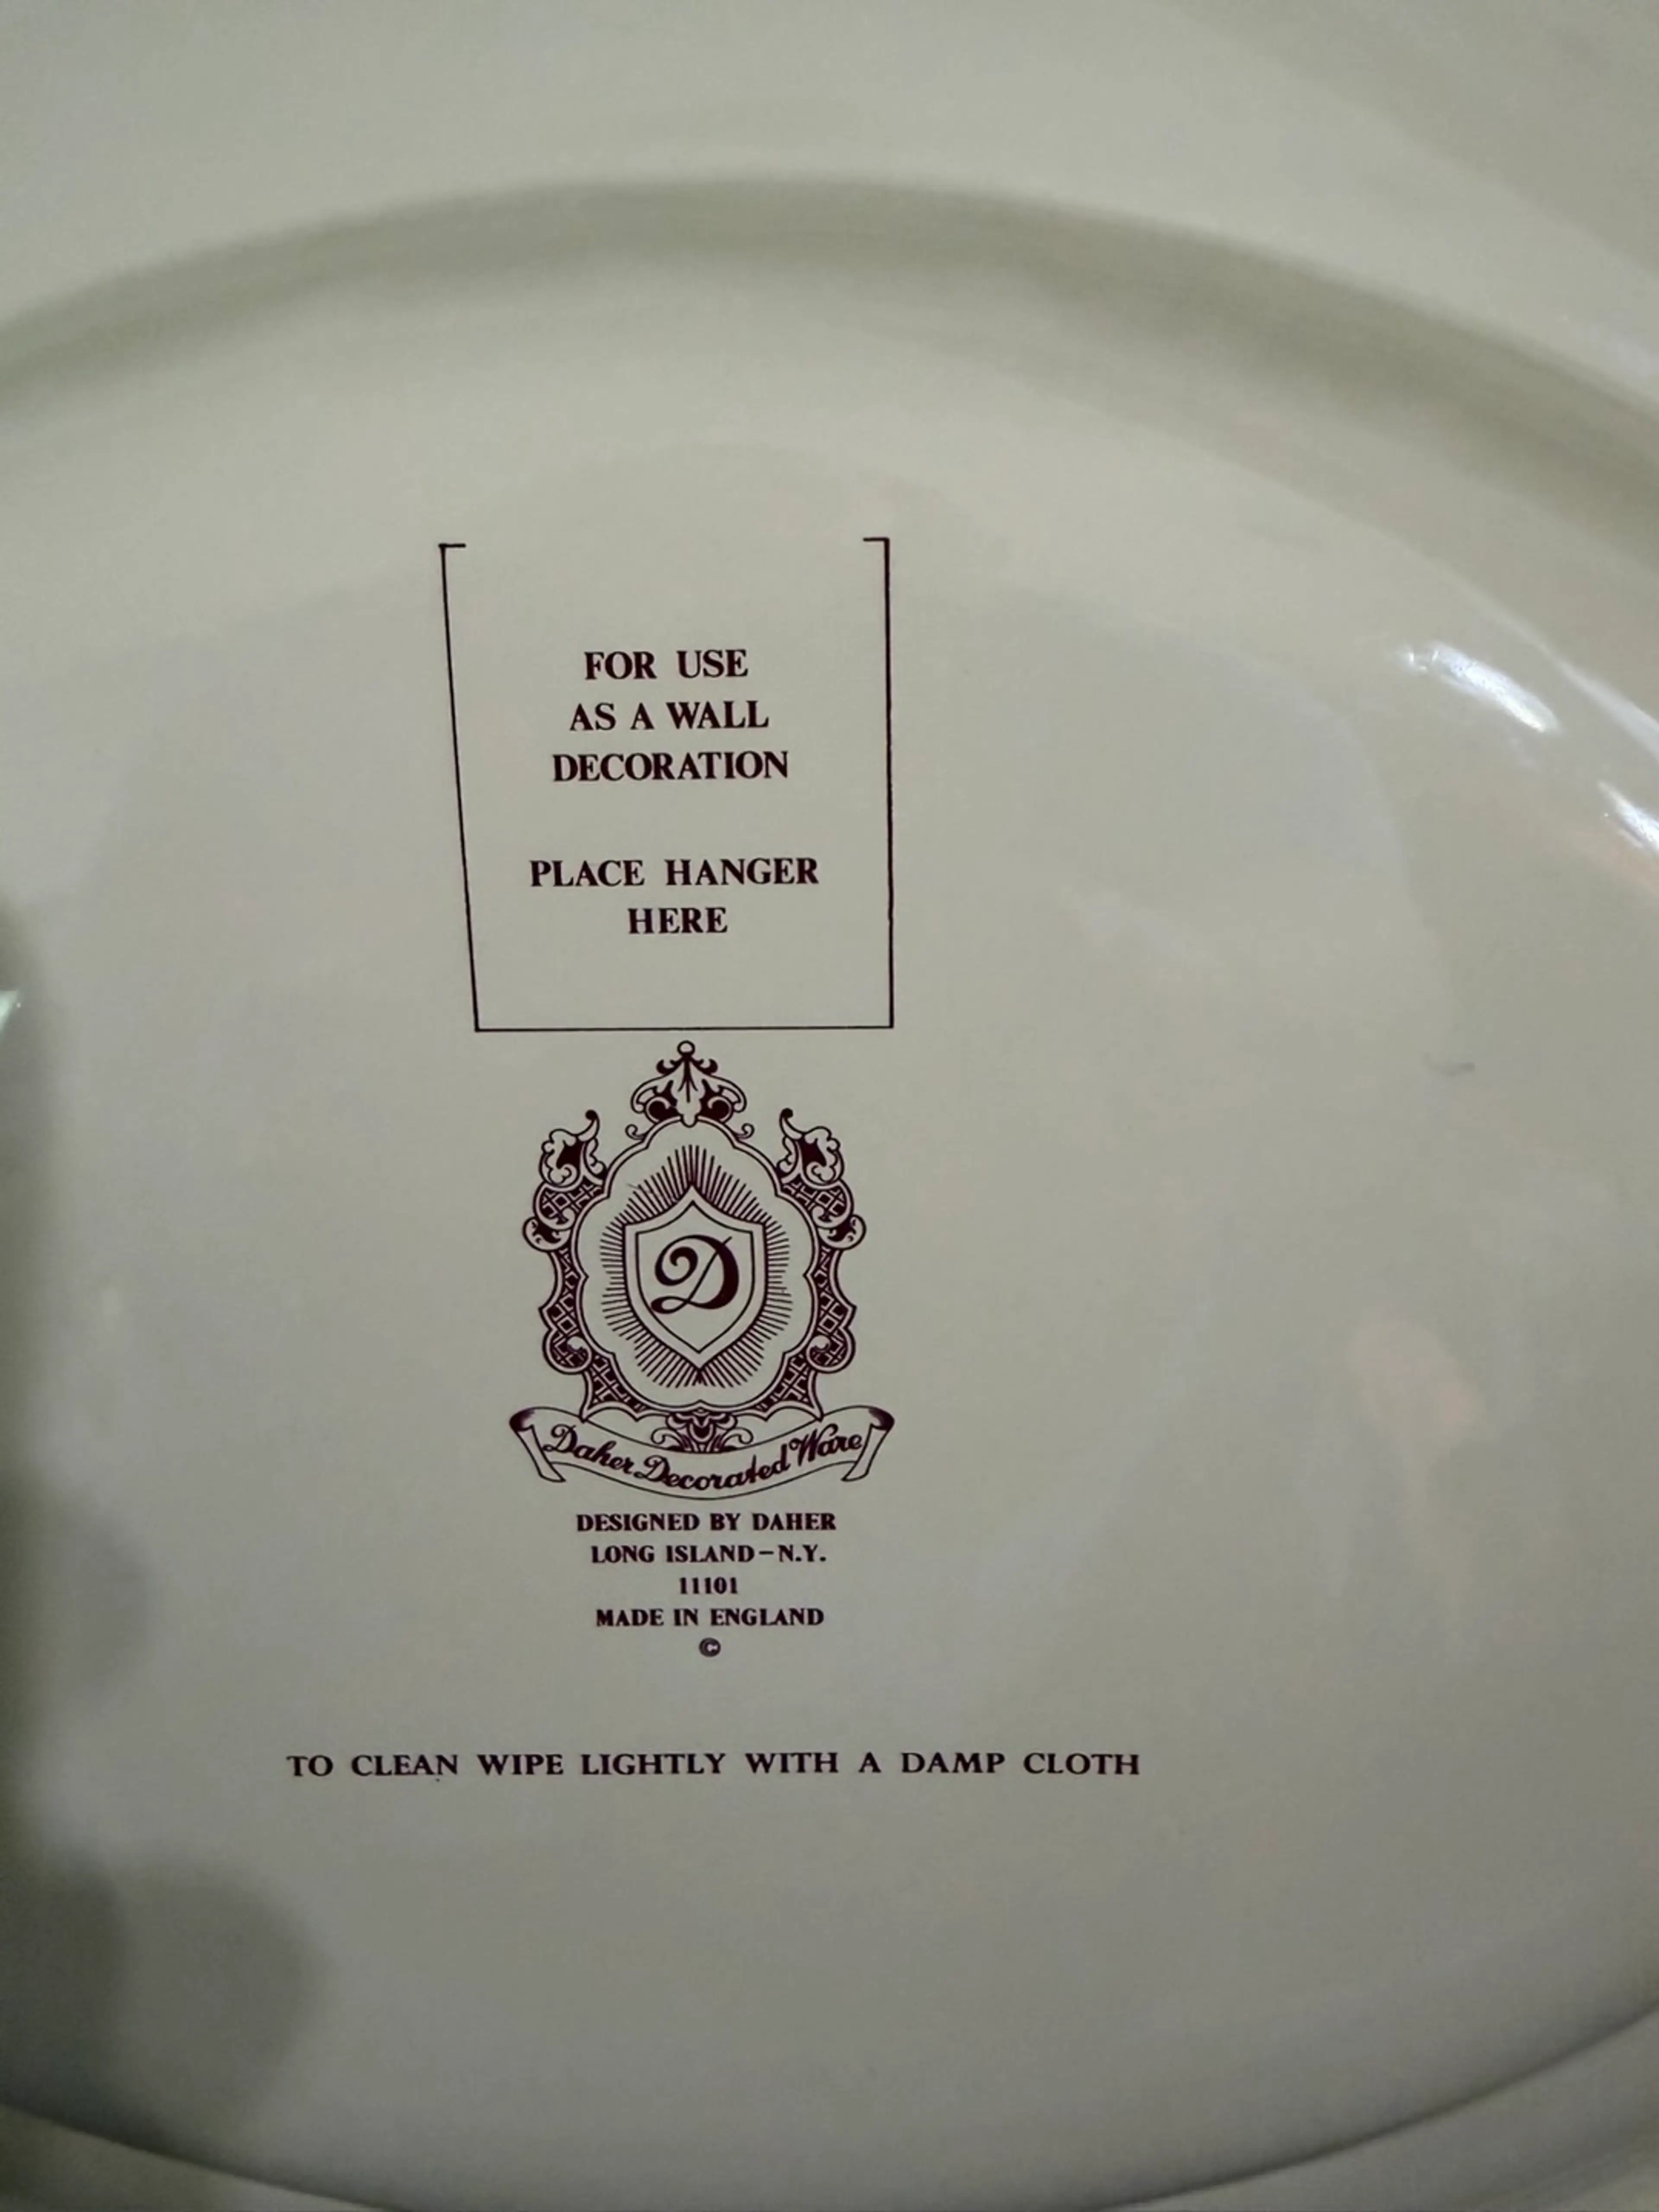 FOR USE
AS A WALL
DECORATION
PLACE HANGER
HERE
D
Daher Decorated Ware
DESIGNED BY DAHER
LONG ISLAND-N.Y.
11101
MADE IN ENGLAND
©
TO CLEAN WIPE LIGHTLY WITH A DAMP CLOTH